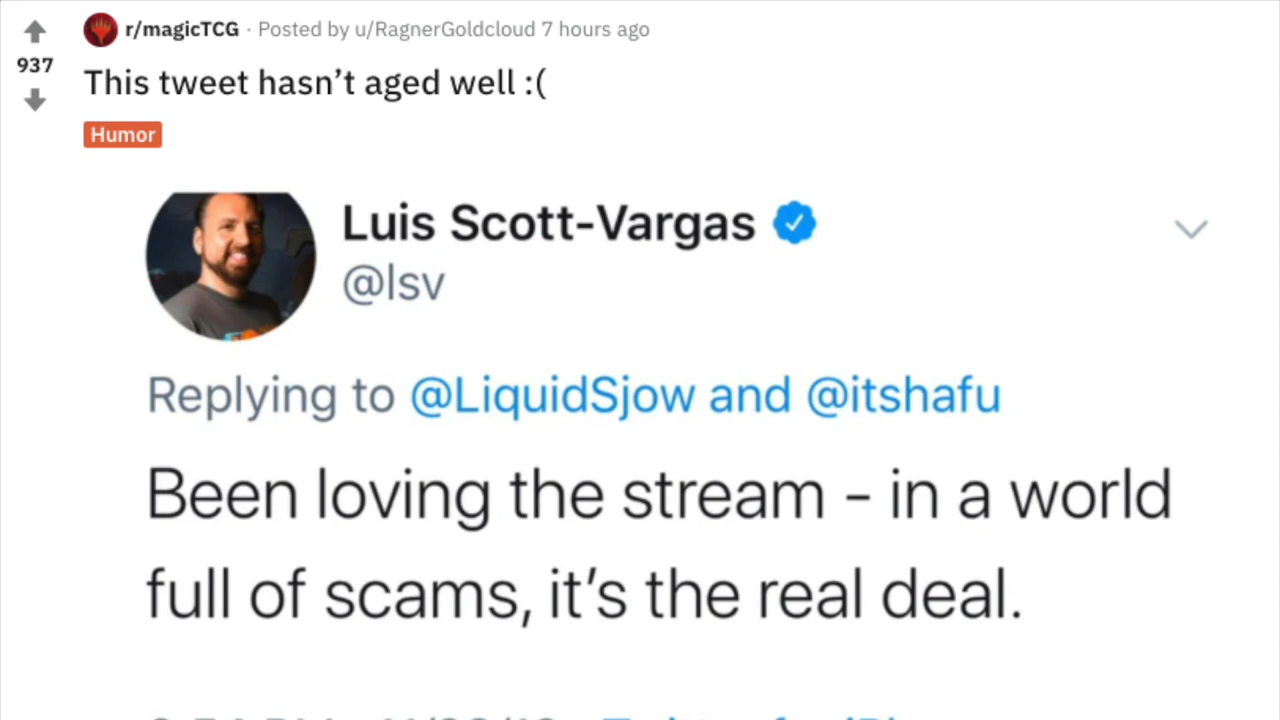 r/magicTCG · Posted by u/RagnerGoldcloud 7 hours ago
937
This tweet hasn’t aged well :(
Humor
Luis Scott-Vargas
@lsv
Replying to @LiquidSjow and @itshafu
Been loving the stream - in a world
full of scams, it’s the real deal.